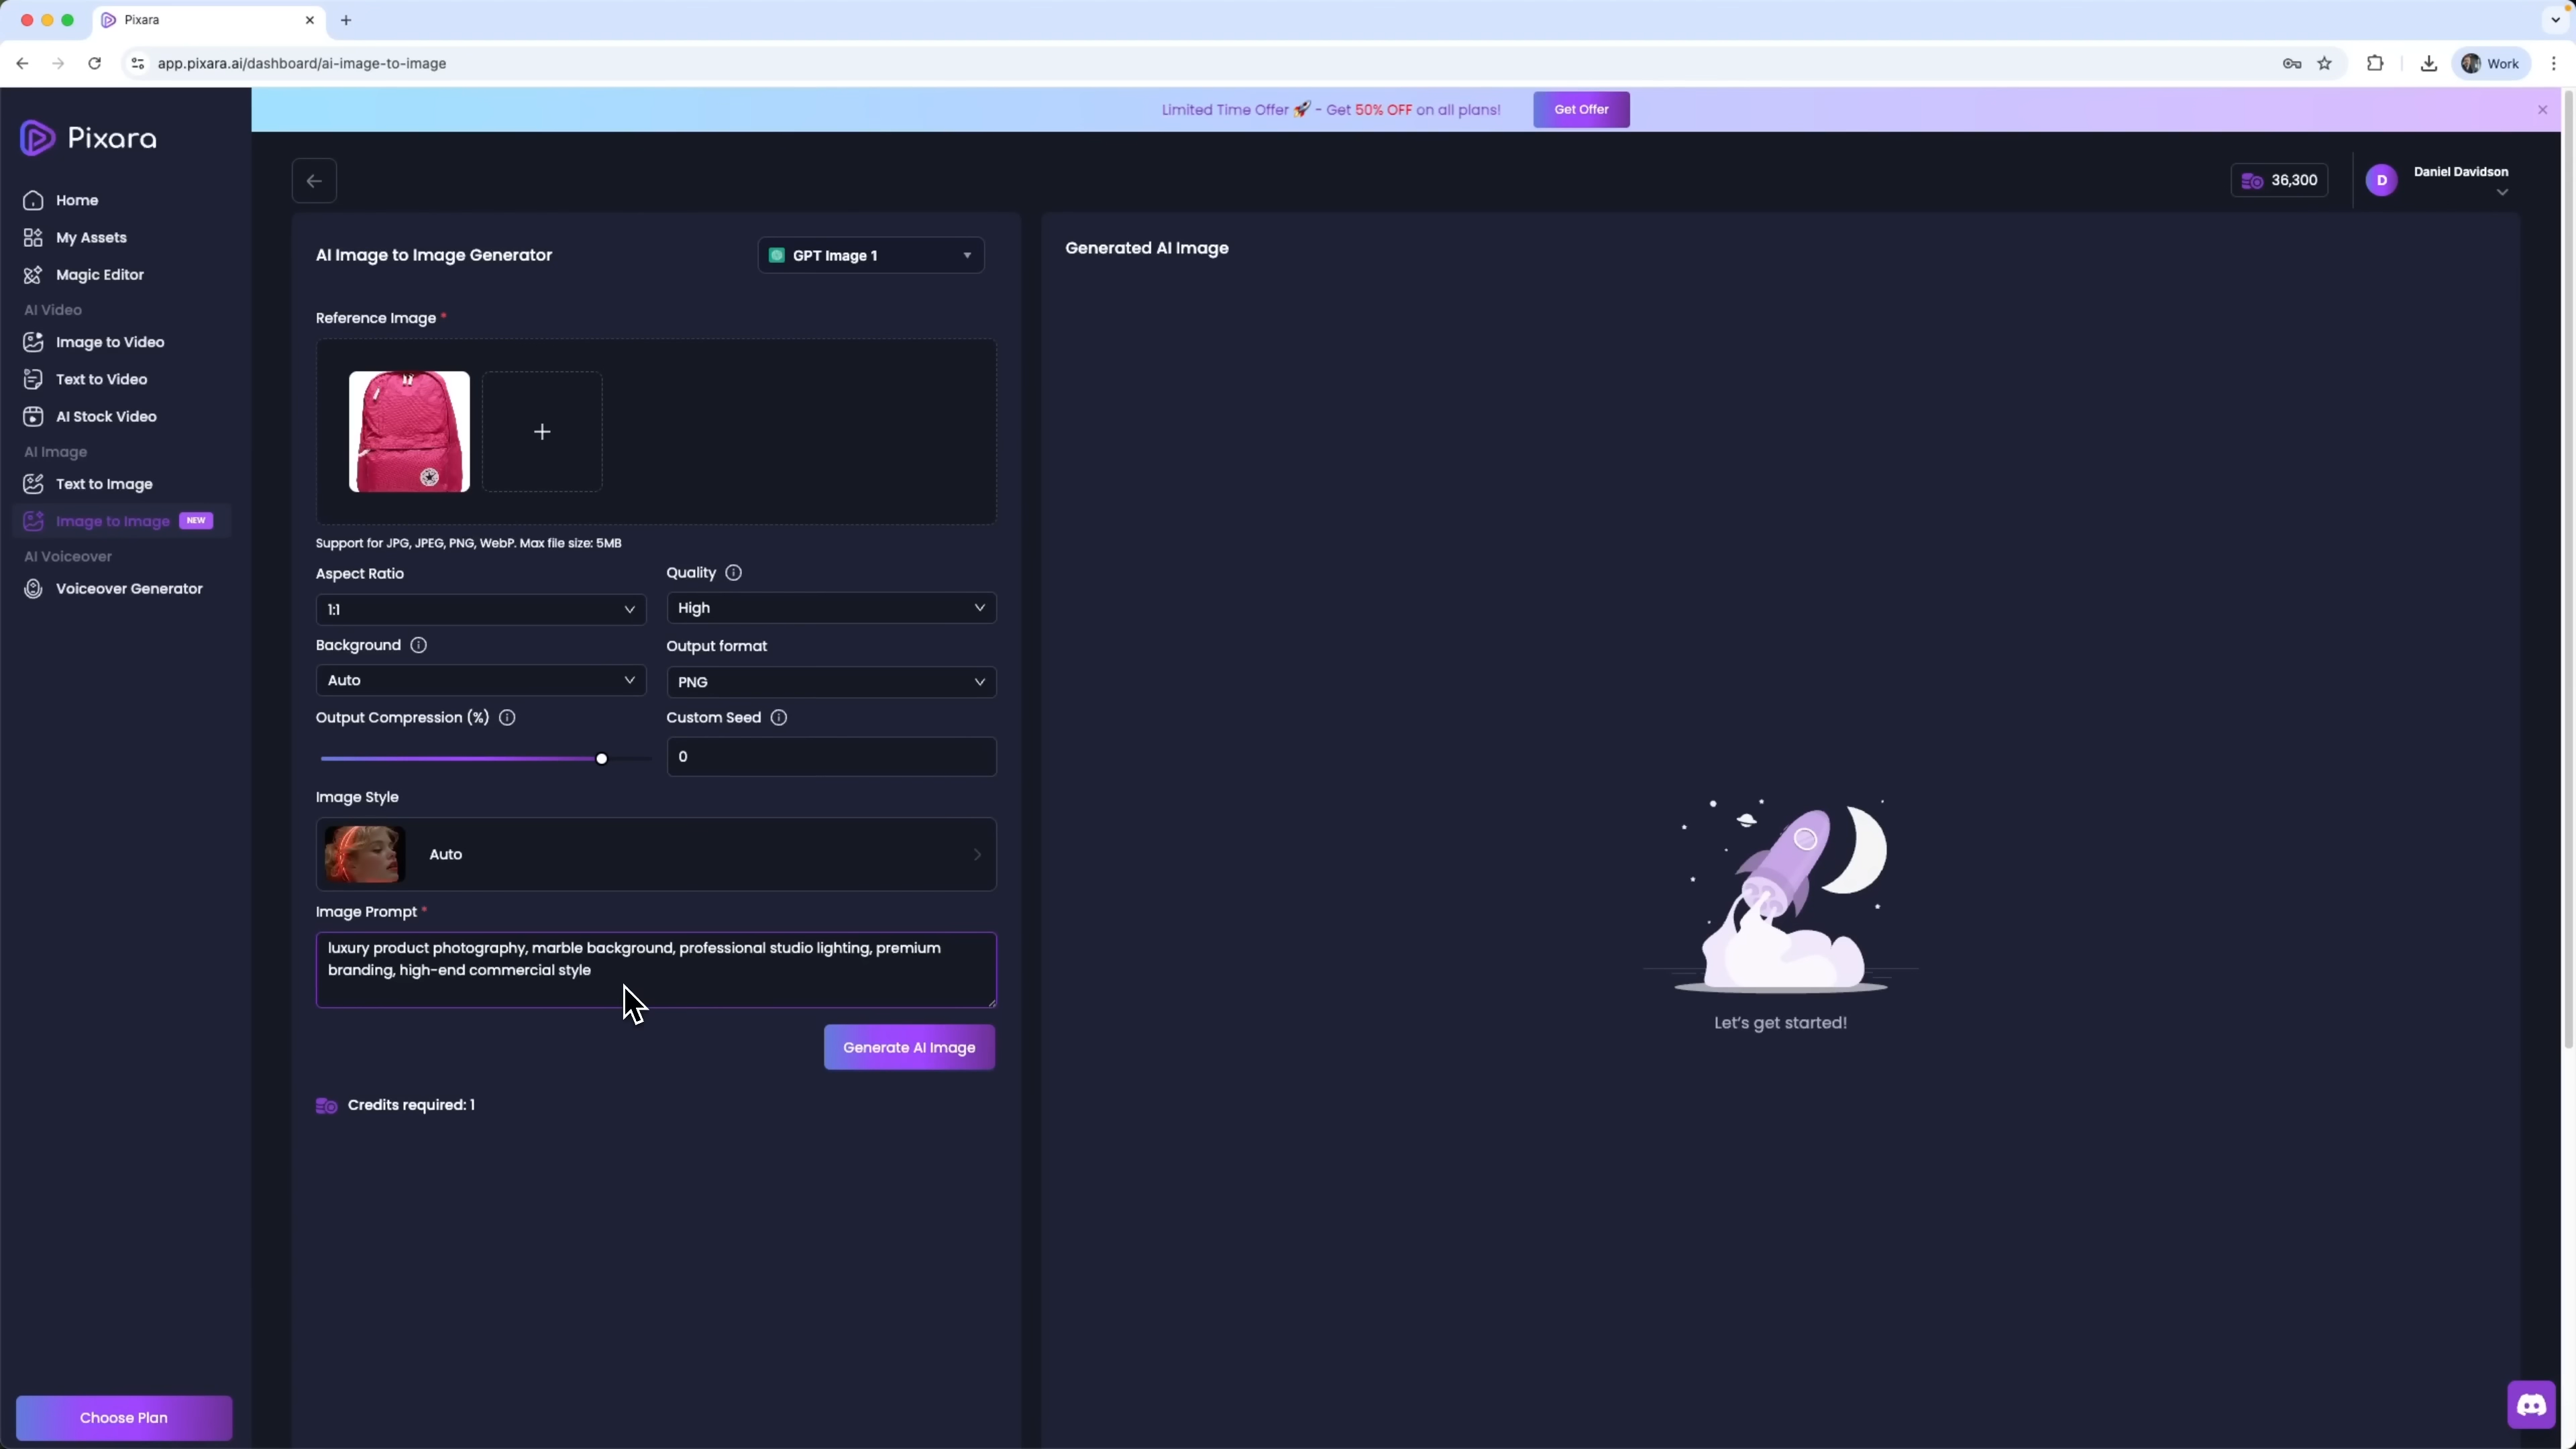 Pixara
app.pixara.ai/dashboard/ai-image-to-image
Work
Limited Time Offer 🚀 - Get 50% OFF on all plans!
Get Offer
Pixara
Home
My Assets
Magic Editor
AI Video
Image to Video
Text to Video
AI Stock Video
AI Image
Text to Image
Image to Image NEW
AI Voiceover
Voiceover Generator
Choose Plan
36,300
D
Daniel Davidson
AI Image to Image Generator
GPT Image 1
Reference Image *
Support for JPG, JPEG, PNG, WebP. Max file size: 5MB
Aspect Ratio
1:1
Quality
High
Background
Auto
Output format
PNG
Output Compression (%)
Custom Seed
0
Image Style
Auto
Image Prompt *
luxury product photography, marble background, professional studio lighting, premium
branding, high-end commercial style
Generate AI Image
Credits required: 1
Generated AI Image
Let's get started!